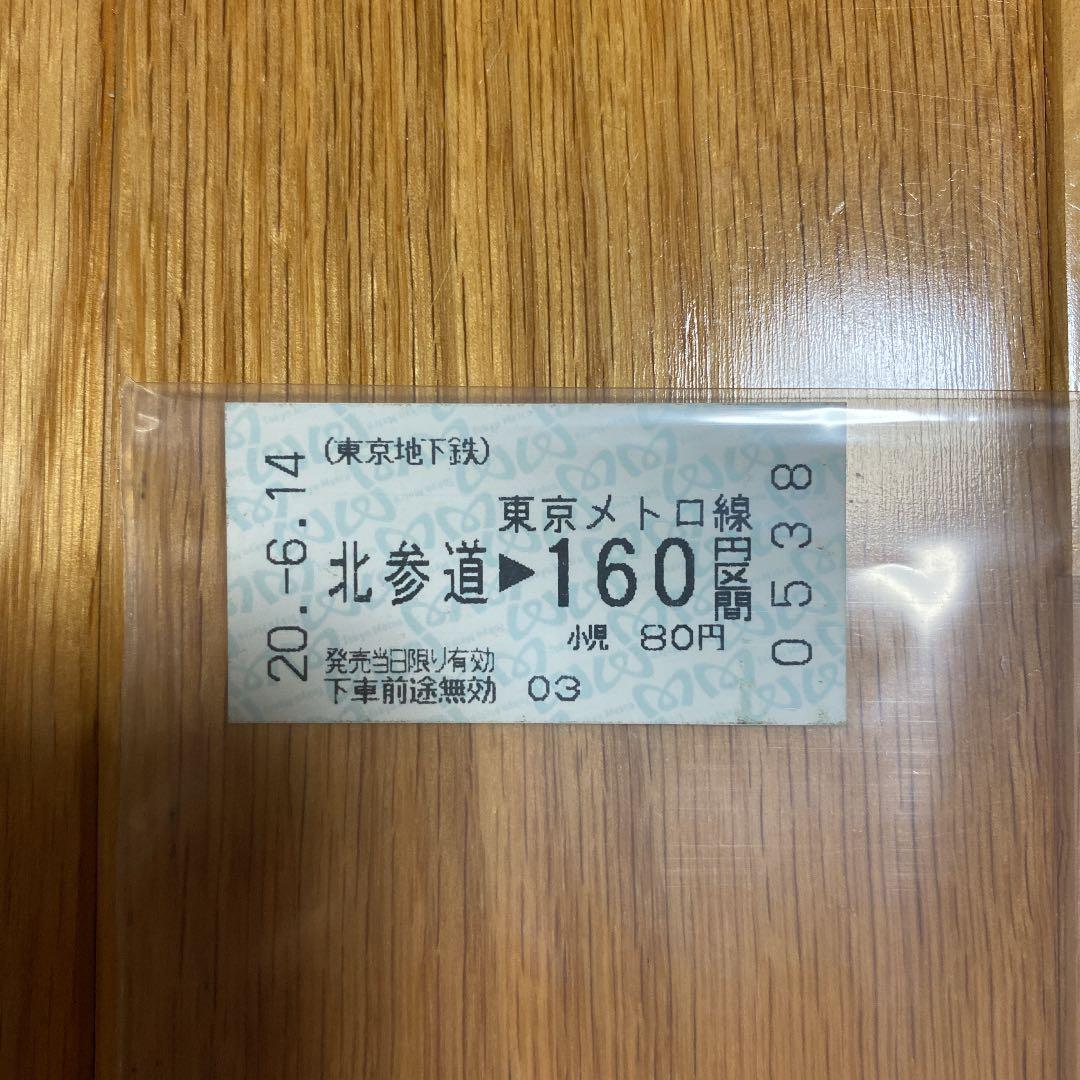 (東京地下鉄)
東京メトロ線
北参道▶160円区間
小児 80円
発売当日限り有効
下車前途無効 03
20.-6.14
0538